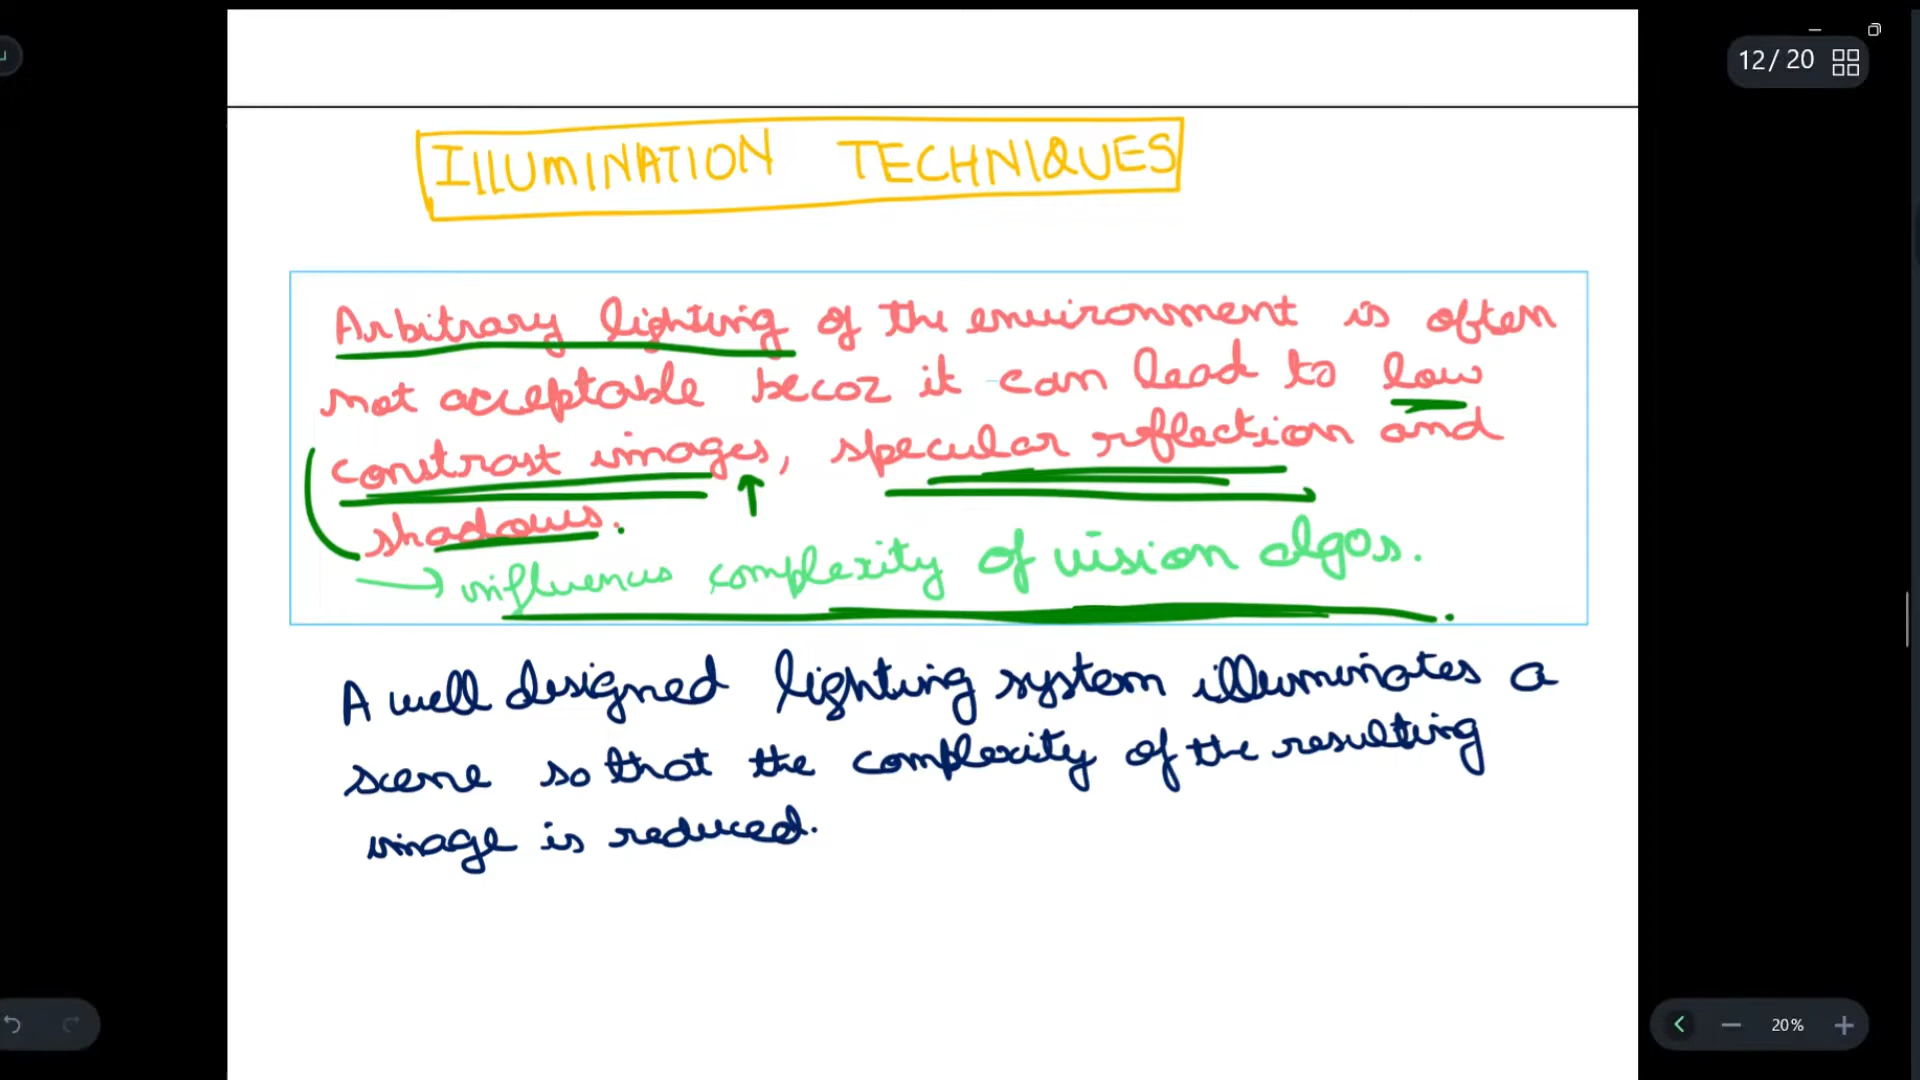 12/ 20
ILLUMINATION TECHNIQUES
Arbitrary lighting of the environment is often
not acceptable becoz it can lead to low
contrast images, specular reflection and
shadows.
→ influences complexity of vision algos.
A well designed lighting system illuminates a
scene so that the complexity of the resulting
image is reduced.
20%